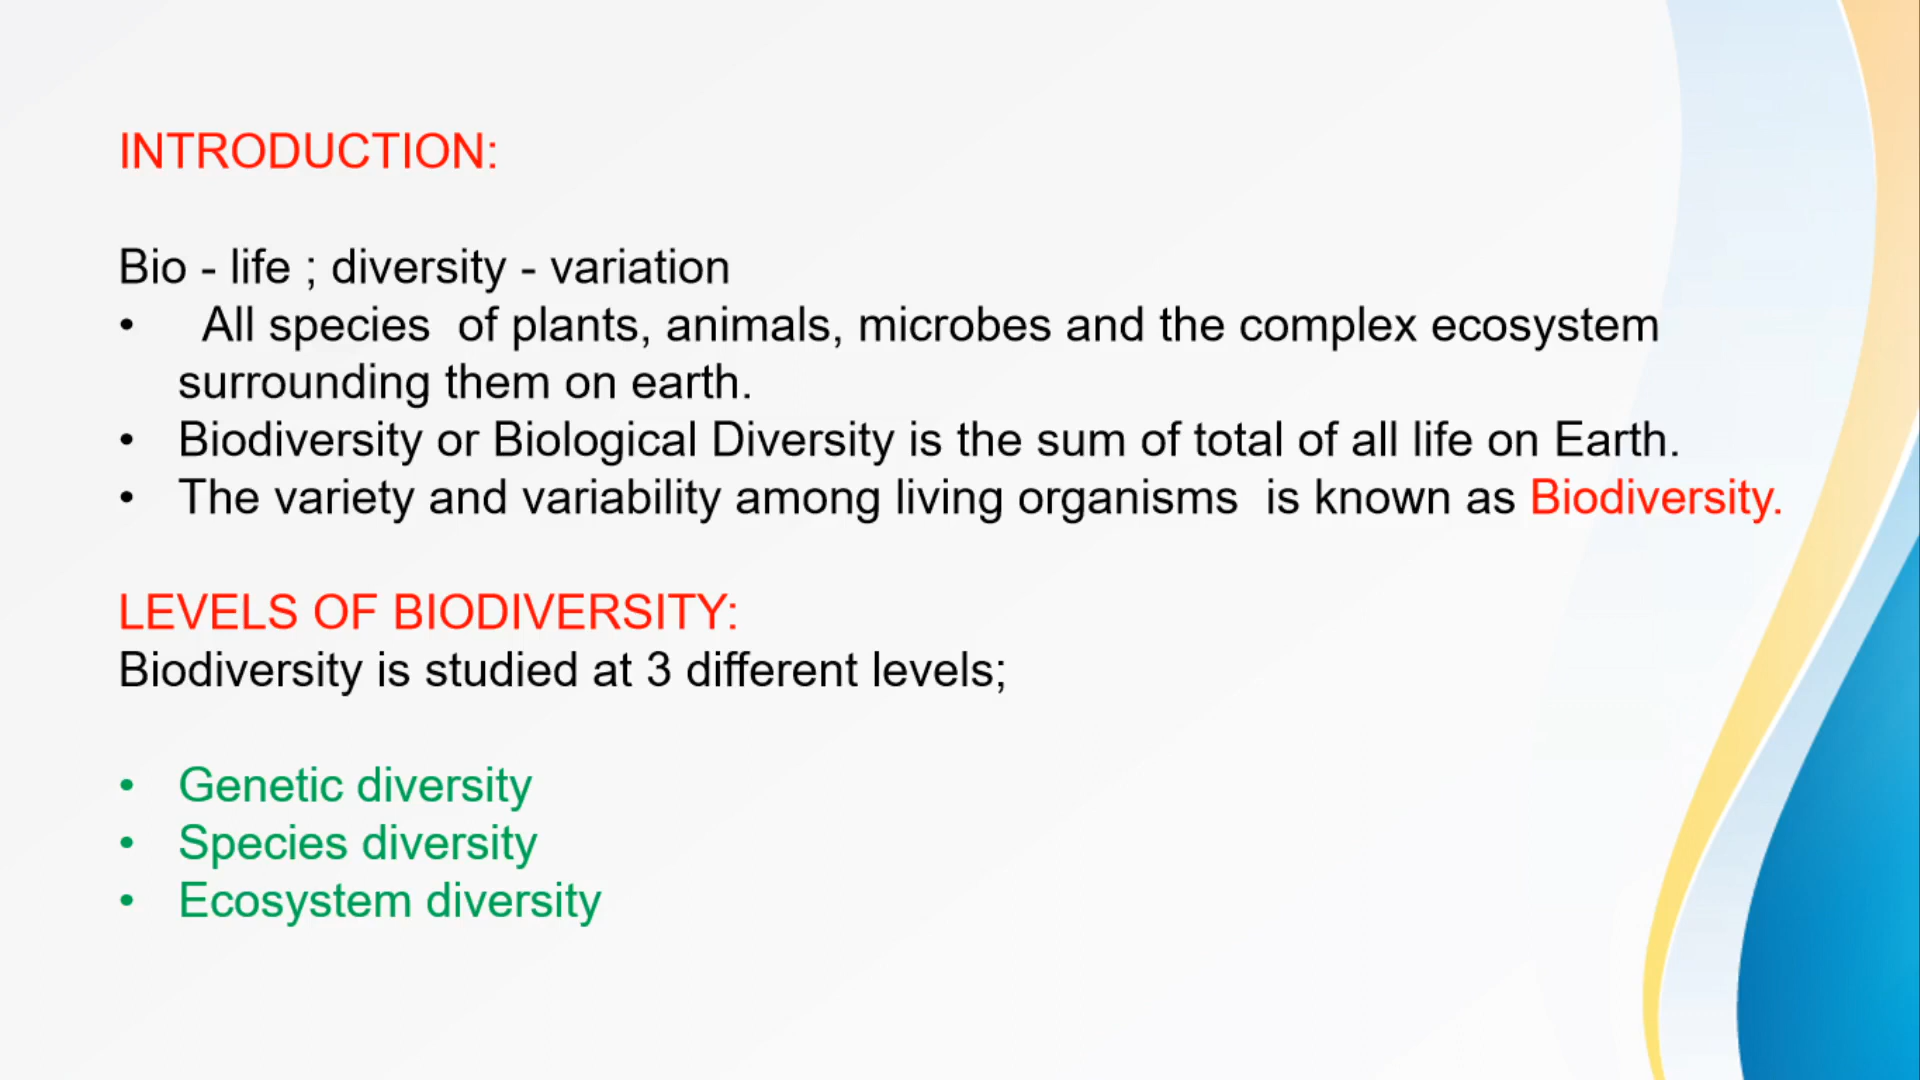 INTRODUCTION:
Bio - life ; diversity - variation
• All species of plants, animals, microbes and the complex ecosystem
surrounding them on earth.
• Biodiversity or Biological Diversity is the sum of total of all life on Earth.
• The variety and variability among living organisms is known as Biodiversity.
LEVELS OF BIODIVERSITY:
Biodiversity is studied at 3 different levels;
• Genetic diversity
• Species diversity
• Ecosystem diversity